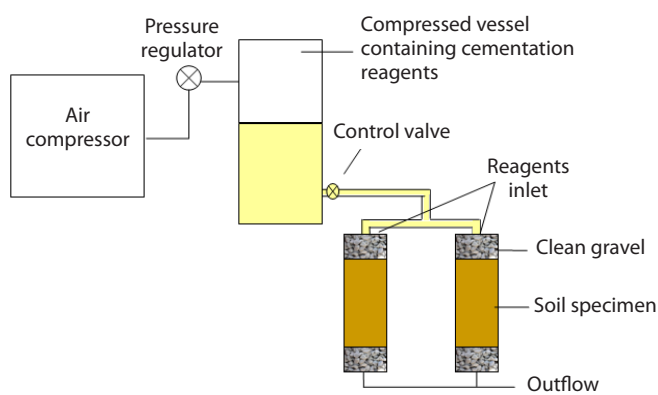 Pressure
regulator
Compressed vessel
containing cementation
reagents
Air
compressor
Control valve
Reagents
inlet
Clean gravel
Soil specimen
Outflow